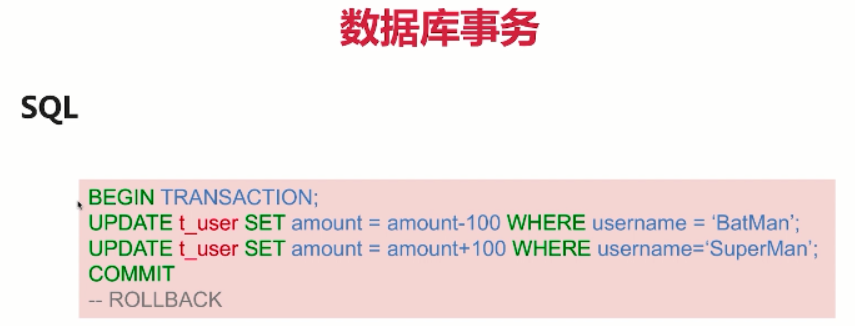 数据库事务
SQL
BEGIN TRANSACTION;
UPDATE t_user SET amount = amount-100 WHERE username = ‘BatMan’;
UPDATE t_user SET amount = amount+100 WHERE username=‘SuperMan’;
COMMIT
-- ROLLBACK